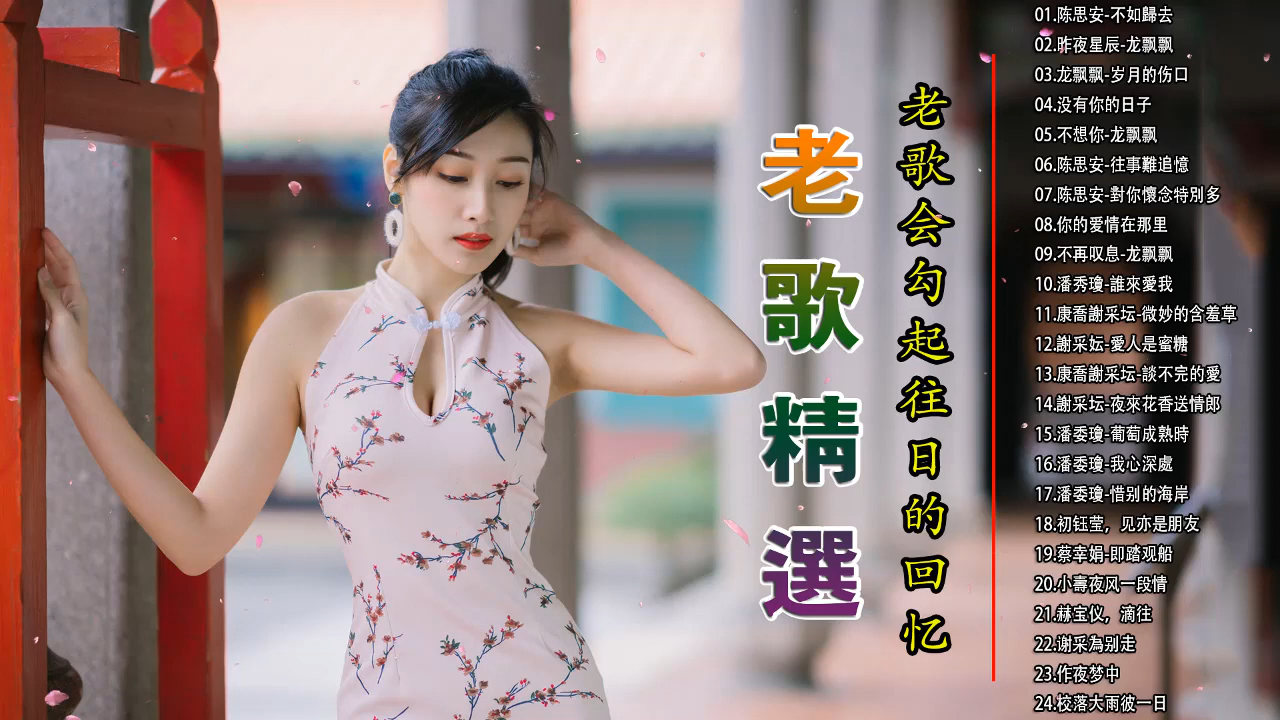 老歌精選
老歌会勾起往日的回忆
01.陈思安-不如歸去
02.昨夜星辰-龙飘飘
03.龙飘飘-岁月的伤口
04.没有你的日子
05.不想你-龙飘飘
06.陈思安-往事難追憶
07.陈思安-對你懷念特別多
08.你的爱情在那里
09.不再叹息-龙飘飘
10.潘秀瓊-誰來愛我
11.康喬謝采坛-微妙的含羞草
12.謝采妘-愛人是蜜糖
13.康喬謝采坛-談不完的愛
14.謝采坛-夜來花香送情郎
15.潘委瓊-葡萄成熟時
16.潘委瓊-我心深處
17.潘委瓊-惜别的海岸
18.初钰莹，见亦是朋友
19.蔡幸娟-即踏观船
20.小壽夜风一段情
21.赫宝仪，滴往
22.谢采為别走
23.作夜梦中
24.校落大雨彼一日